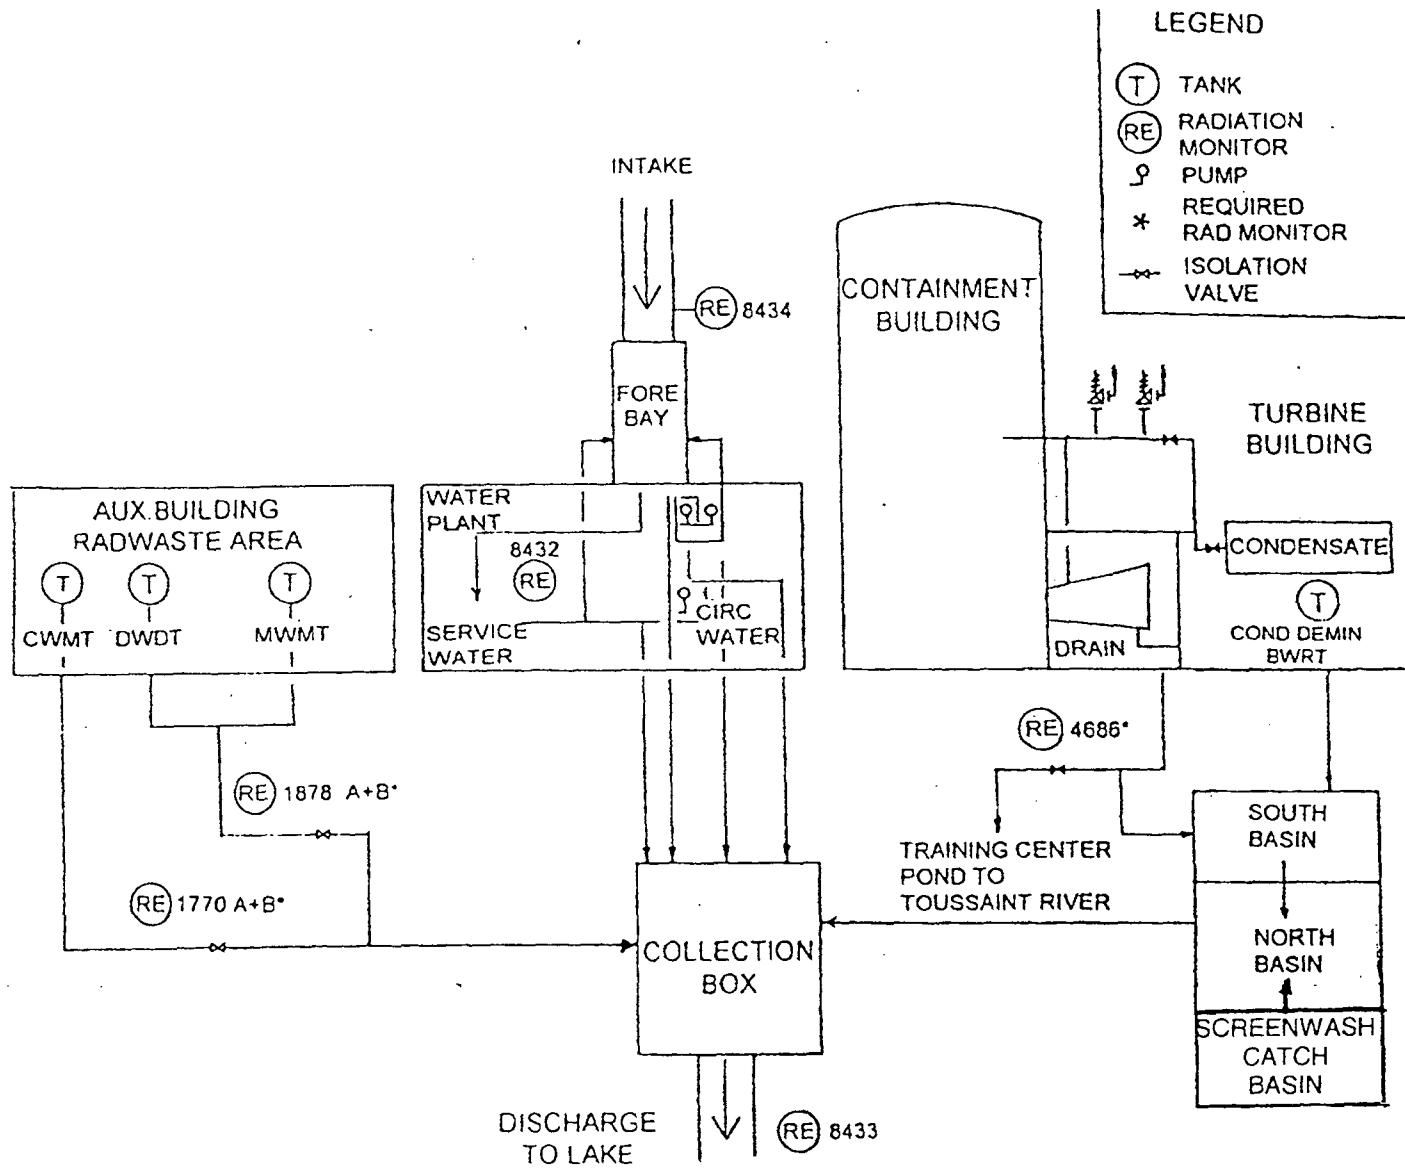 LEGEND
T TANK
RE RADIATION
MONITOR
PUMP
* REQUIRED
RAD MONITOR
ISOLATION
VALVE
INTAKE
RE 8434
FORE
BAY
CONTAINMENT
BUILDING
TURBINE
BUILDING
AUX.BUILDING
RADWASTE AREA
T T T
CWMT DWDT MWMT
WATER
PLANT
8432
RE
SERVICE
WATER
CIRC
WATER
CONDENSATE
T
COND DEMIN
BWRT
DRAIN
RE 4686*
RE 1878 A+B*
RE 1770 A+B*
TRAINING CENTER
POND TO
TOUSSAINT RIVER
SOUTH
BASIN
NORTH
BASIN
SCREENWASH
CATCH
BASIN
COLLECTION
BOX
DISCHARGE
TO LAKE
RE 8433